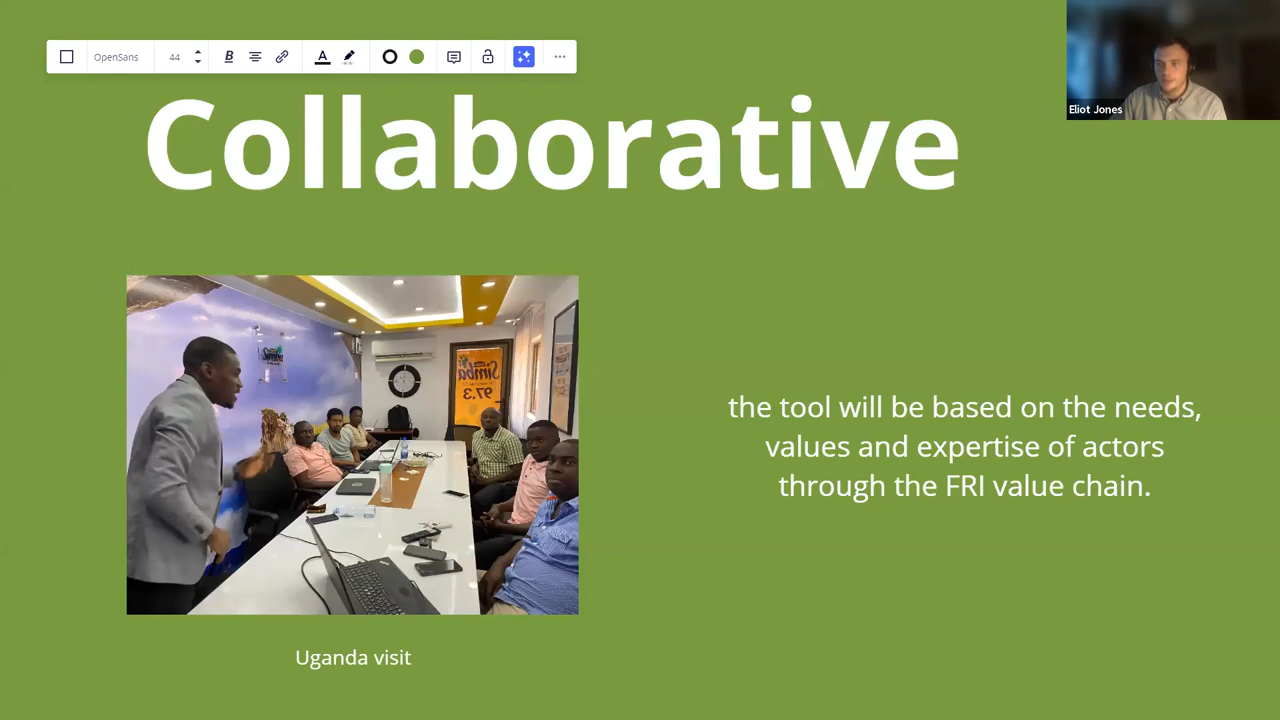 OpenSans
44
B
A
Eliot Jones
Collaborative
Simba
Simba
97.3
the tool will be based on the needs,
values and expertise of actors
through the FRI value chain.
Uganda visit